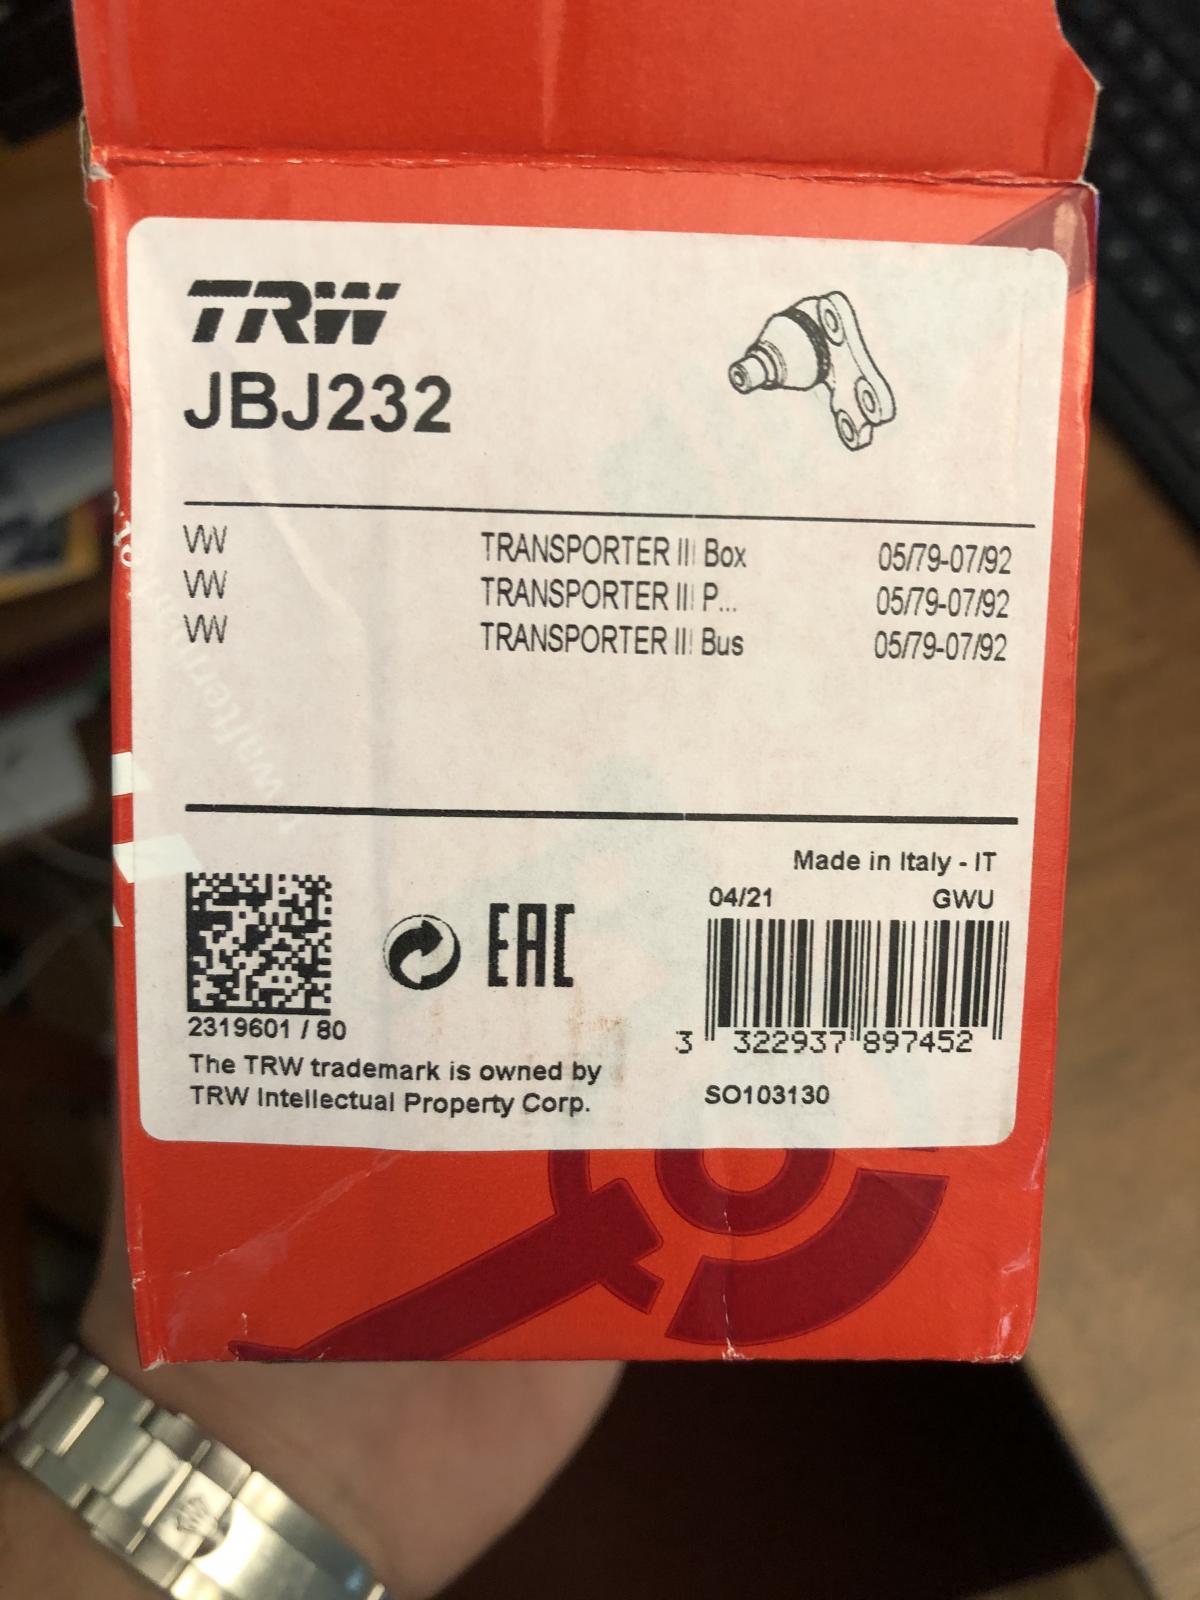 TRW
JBJ232
VW TRANSPORTER III Box 05/79-07/92
VW TRANSPORTER III P... 05/79-07/92
VW TRANSPORTER III Bus 05/79-07/92
Made in Italy - IT
04/21 GWU
EAC
3 322937 897452
2319601 / 80
The TRW trademark is owned by
TRW Intellectual Property Corp.
SO103130